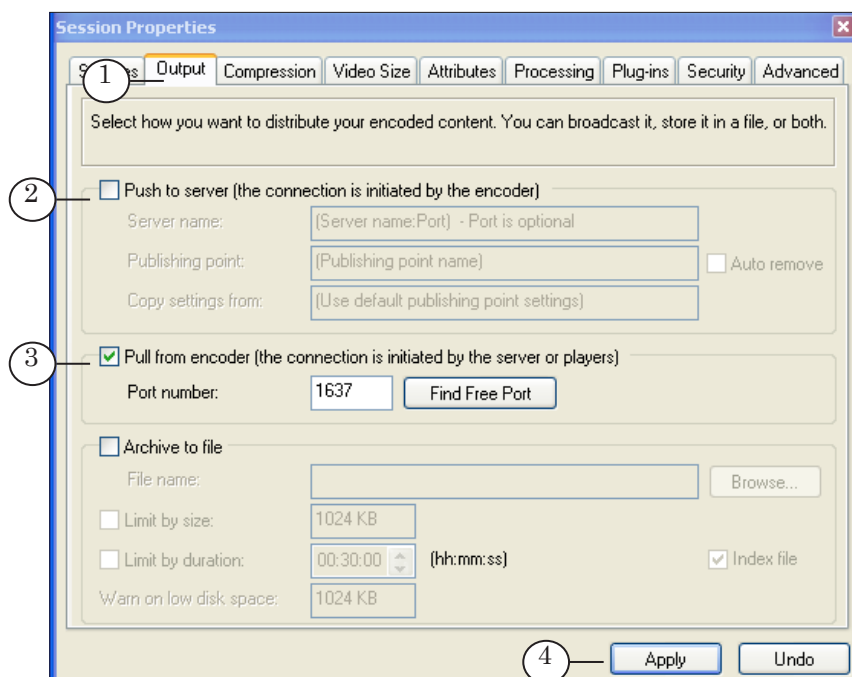 Session Properties
Output Compression Video Size Attributes Processing Plug-ins Security Advanced
1
Select how you want to distribute your encoded content. You can broadcast it, store it in a file, or both.
2
Push to server (the connection is initiated by the encoder)
Server name: (Server name:Port) - Port is optional
Publishing point: (Publishing point name) Auto remove
Copy settings from: (Use default publishing point settings)
3
Pull from encoder (the connection is initiated by the server or players)
Port number: 1637 Find Free Port
Archive to file
File name: Browse...
Limit by size: 1024 KB
Limit by duration: 00:30:00 (hh:mm:ss) Index file
Warn on low disk space: 1024 KB
4
Apply Undo